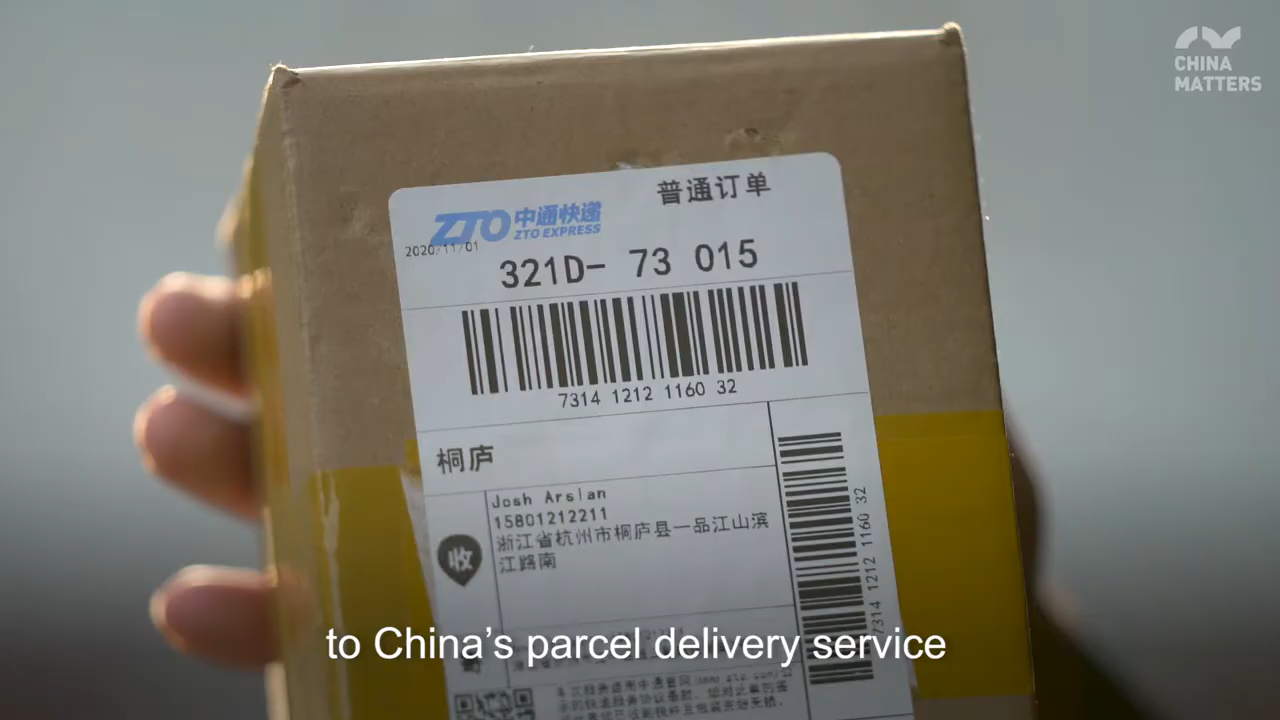 CHINA
MATTERS
普通订单
ZTO 中通快递
ZTO EXPRESS
2020/11/01
321D- 73 015
7314 1212 1160 32
桐庐
Josh Arslan
15801212211
浙江省杭州市桐庐县一品江山滨
江路南
收
7314 1212 1160 32
to China's parcel delivery service